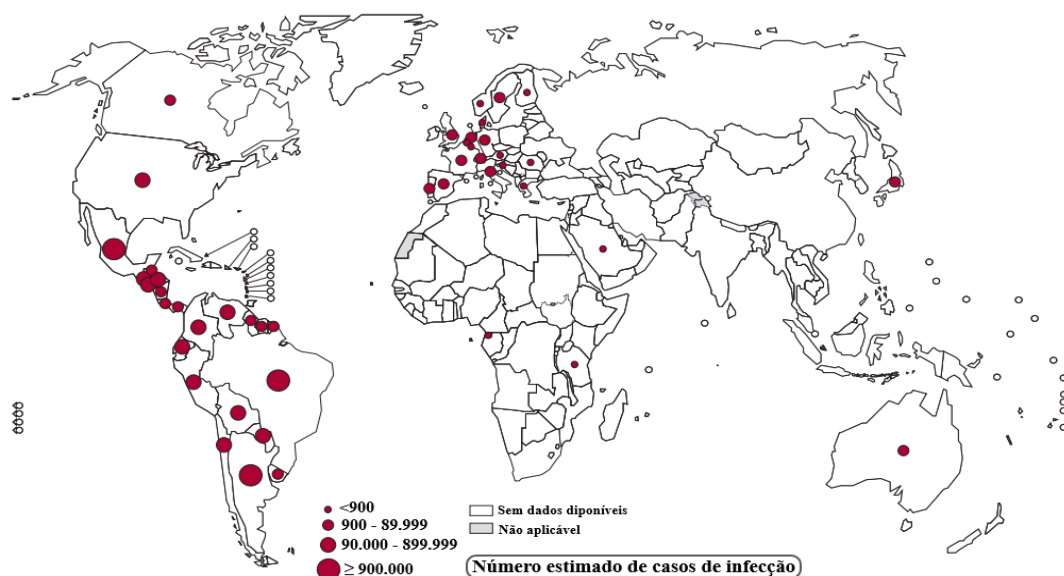 <900
900 - 89.999
90.000 - 899.999
≥ 900.000
Sem dados diponíveis
Não aplicável
Número estimado de casos de infecção